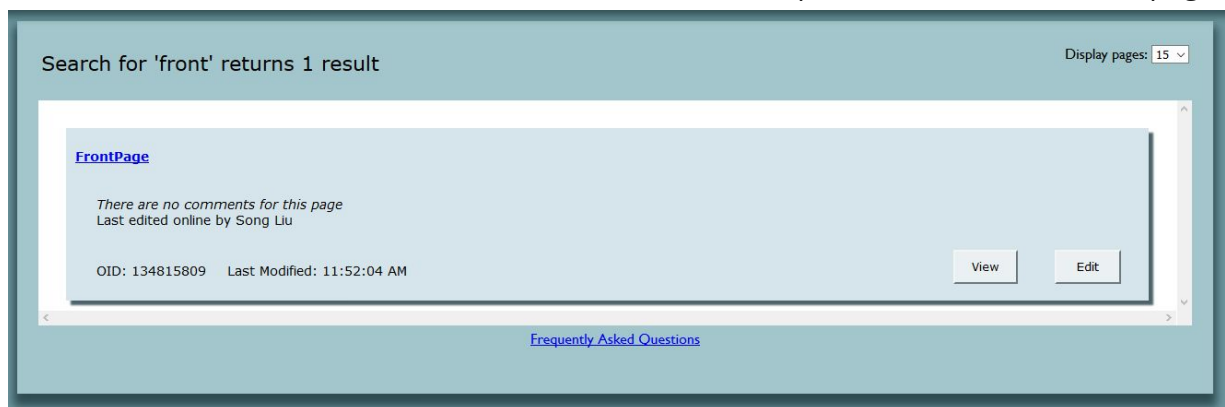 Search for 'front' returns 1 result
Display pages: 15
FrontPage
There are no comments for this page
Last edited online by Song Liu
OID: 134815809 Last Modified: 11:52:04 AM
View
Edit
Frequently Asked Questions